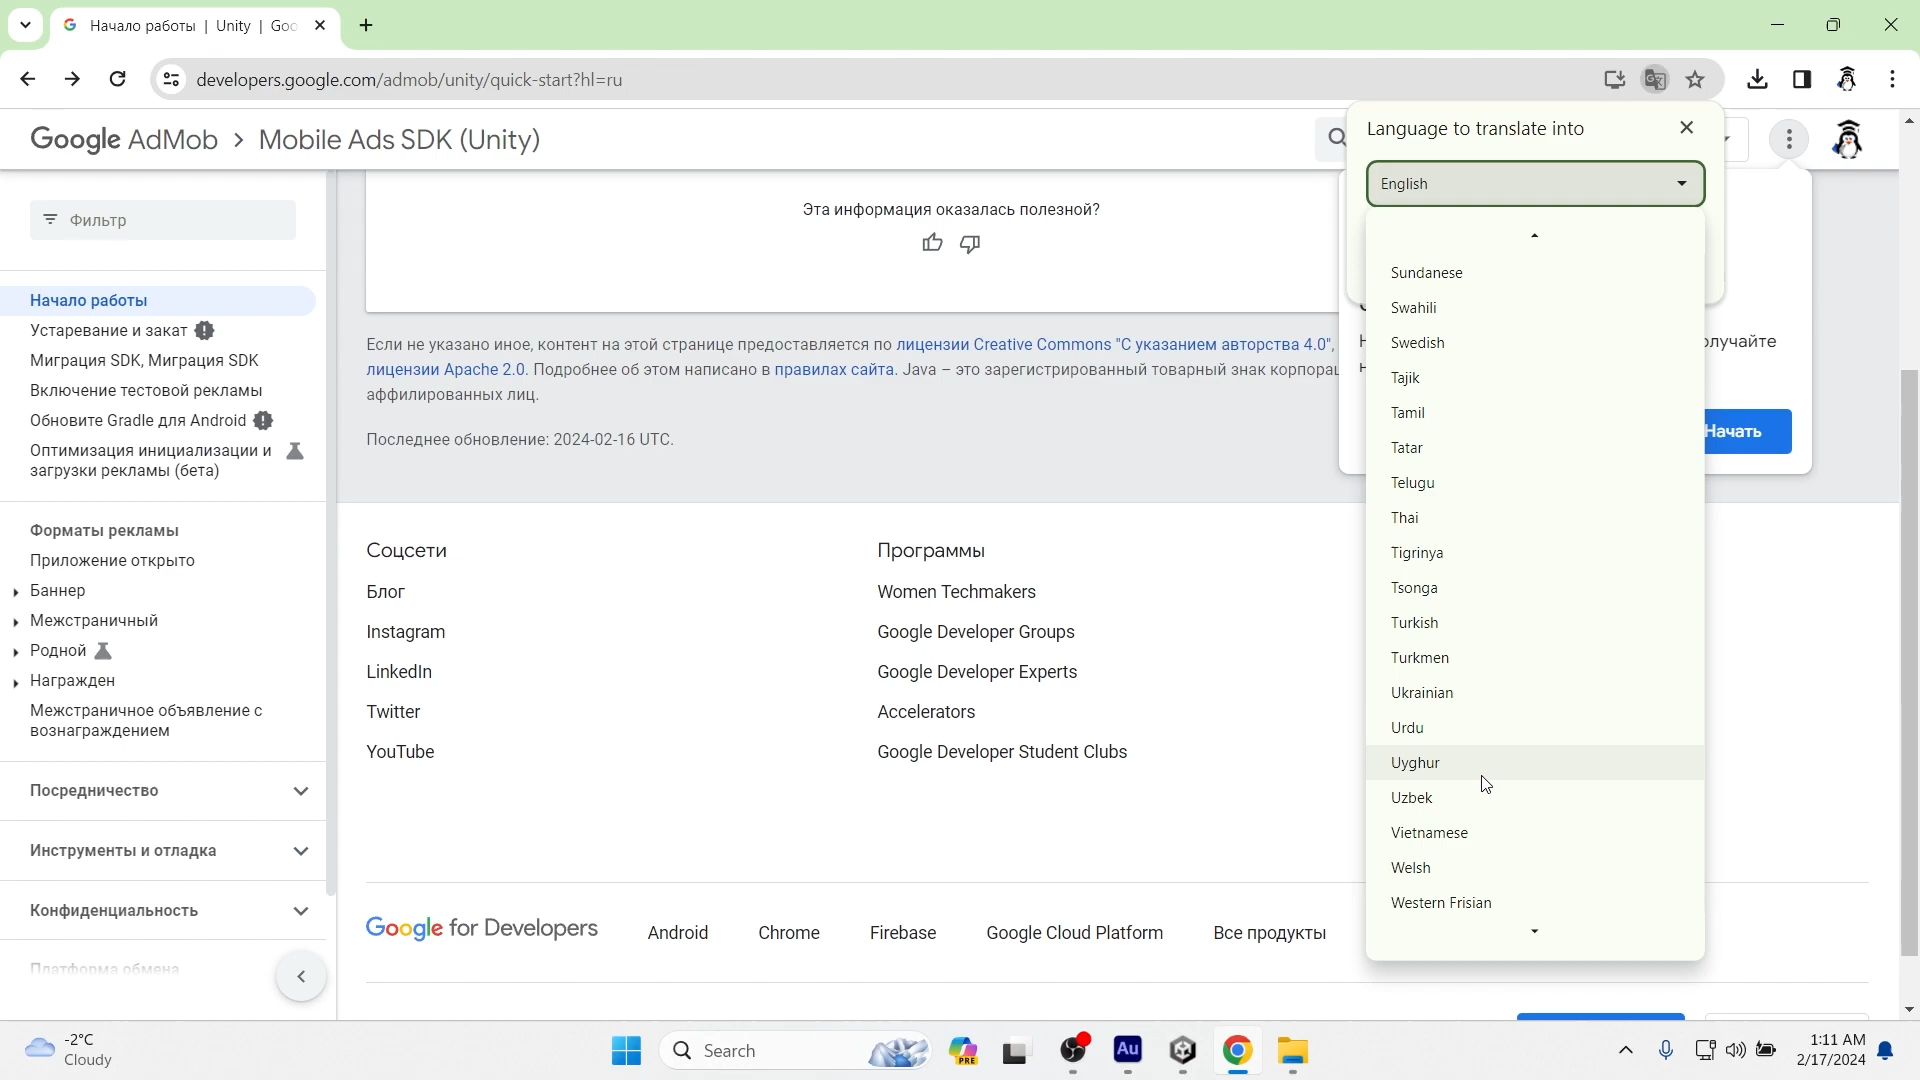 Начало работы | Unity | Goo
developers.google.com/admob/unity/quick-start?hl=ru
Google AdMob > Mobile Ads SDK (Unity)
Фильтр
Начало работы
Устаревание и закат
Миграция SDK, Миграция SDK
Включение тестовой рекламы
Обновите Gradle для Android
Оптимизация инициализации и
загрузки рекламы (бета)
Форматы рекламы
Приложение открыто
Баннер
Межстраничный
Родной
Награжден
Межстраничное объявление с
вознаграждением
Посредничество
Инструменты и отладка
Конфиденциальность
Платформа обмена
Эта информация оказалась полезной?
Если не указано иное, контент на этой странице предоставляется по лицензии Creative Commons "С указанием авторства 4.0",
лицензии Apache 2.0. Подробнее об этом написано в правилах сайта. Java – это зарегистрированный товарный знак корпорац
аффилированных лиц.
Последнее обновление: 2024-02-16 UTC.
Соцсети
Блог
Instagram
LinkedIn
Twitter
YouTube
Программы
Women Techmakers
Google Developer Groups
Google Developer Experts
Accelerators
Google Developer Student Clubs
Google for Developers
Android
Chrome
Firebase
Google Cloud Platform
Все продукты
Language to translate into
English
Sundanese
Swahili
Swedish
Tajik
Tamil
Tatar
Telugu
Thai
Tigrinya
Tsonga
Turkish
Turkmen
Ukrainian
Urdu
Uyghur
Uzbek
Vietnamese
Welsh
Western Frisian
олучайте
Начать
-2°C
Cloudy
Search
PRE
Au
1:11 AM
2/17/2024